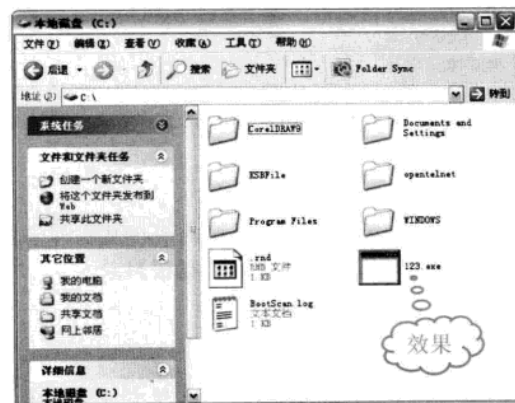 本地磁盘 (C:)
文件(F) 编辑(E) 查看(V) 收藏(A) 工具(T) 帮助(H)
后退 搜索 文件夹 Folder Sync
地址(D) C:\ 转到
系统任务
文件和文件夹任务
创建一个新文件夹
将这个文件夹发布到
Web
共享此文件夹
其它位置
我的电脑
我的文档
共享文档
网上邻居
详细信息
本地磁盘 (C:)
本地磁盘
CorelDRAW9
Documents and
Settings
KSBFile
opentelnet
Program Files
WINDOWS
.rnd
RND 文件
1 KB
123.exe
BootScan.log
文本文档
1 KB
效果